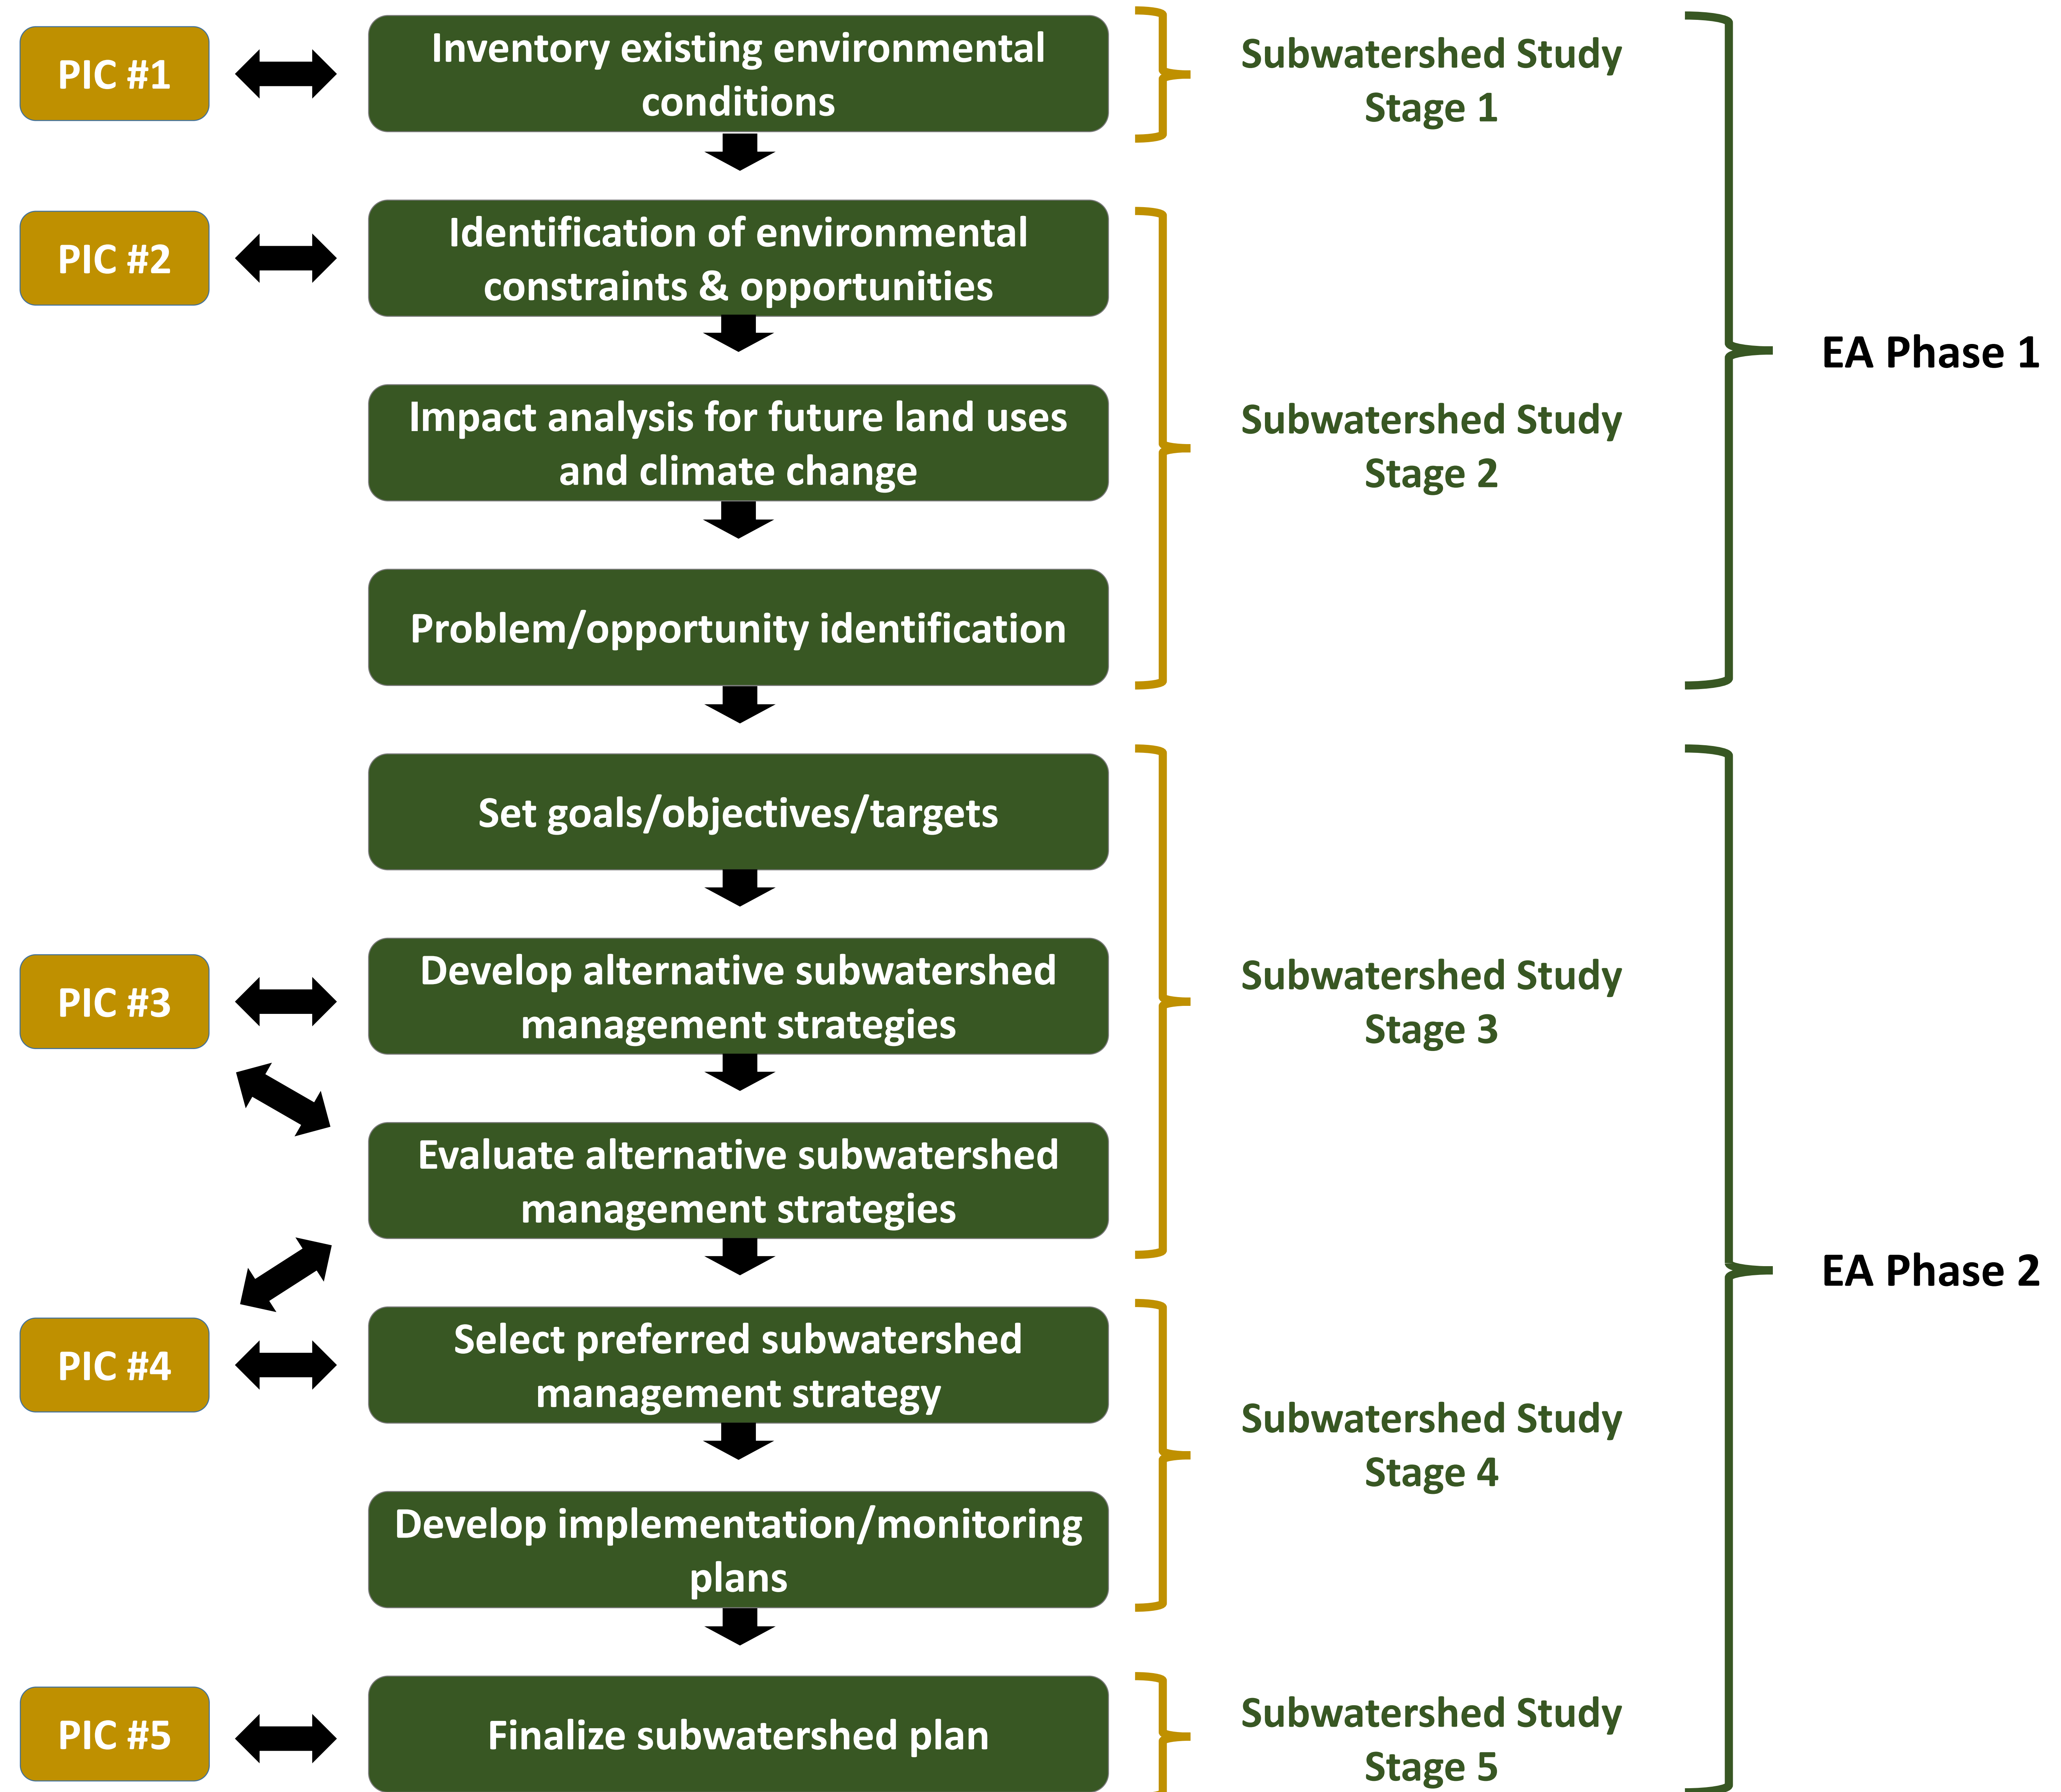 PIC #1
Inventory existing environmental
conditions
Subwatershed Study
Stage 1
PIC #2
Identification of environmental
constraints & opportunities
EA Phase 1
Impact analysis for future land uses
and climate change
Subwatershed Study
Stage 2
Problem/opportunity identification
Set goals/objectives/targets
PIC #3
Develop alternative subwatershed
management strategies
Subwatershed Study
Stage 3
Evaluate alternative subwatershed
management strategies
EA Phase 2
PIC #4
Select preferred subwatershed
management strategy
Subwatershed Study
Stage 4
Develop implementation/monitoring
plans
PIC #5
Finalize subwatershed plan
Subwatershed Study
Stage 5